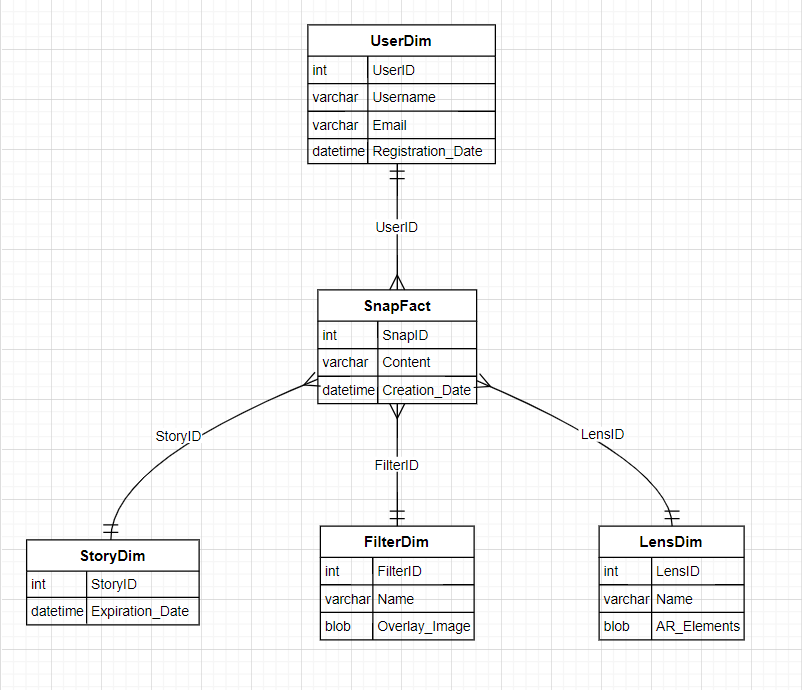 UserDim
int UserID
varchar Username
varchar Email
datetime Registration_Date
UserID
SnapFact
int SnapID
varchar Content
datetime Creation_Date
StoryID
FilterID
LensID
StoryDim
int StoryID
datetime Expiration_Date
FilterDim
int FilterID
varchar Name
blob Overlay_Image
LensDim
int LensID
varchar Name
blob AR_Elements